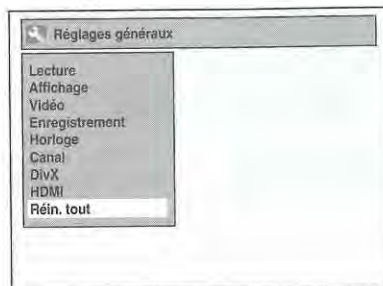 Réglages généraux
Lecture
Affichage
Vidéo
Enregistrement
Horloge
Canal
DivX
HDMI
Réin. tout